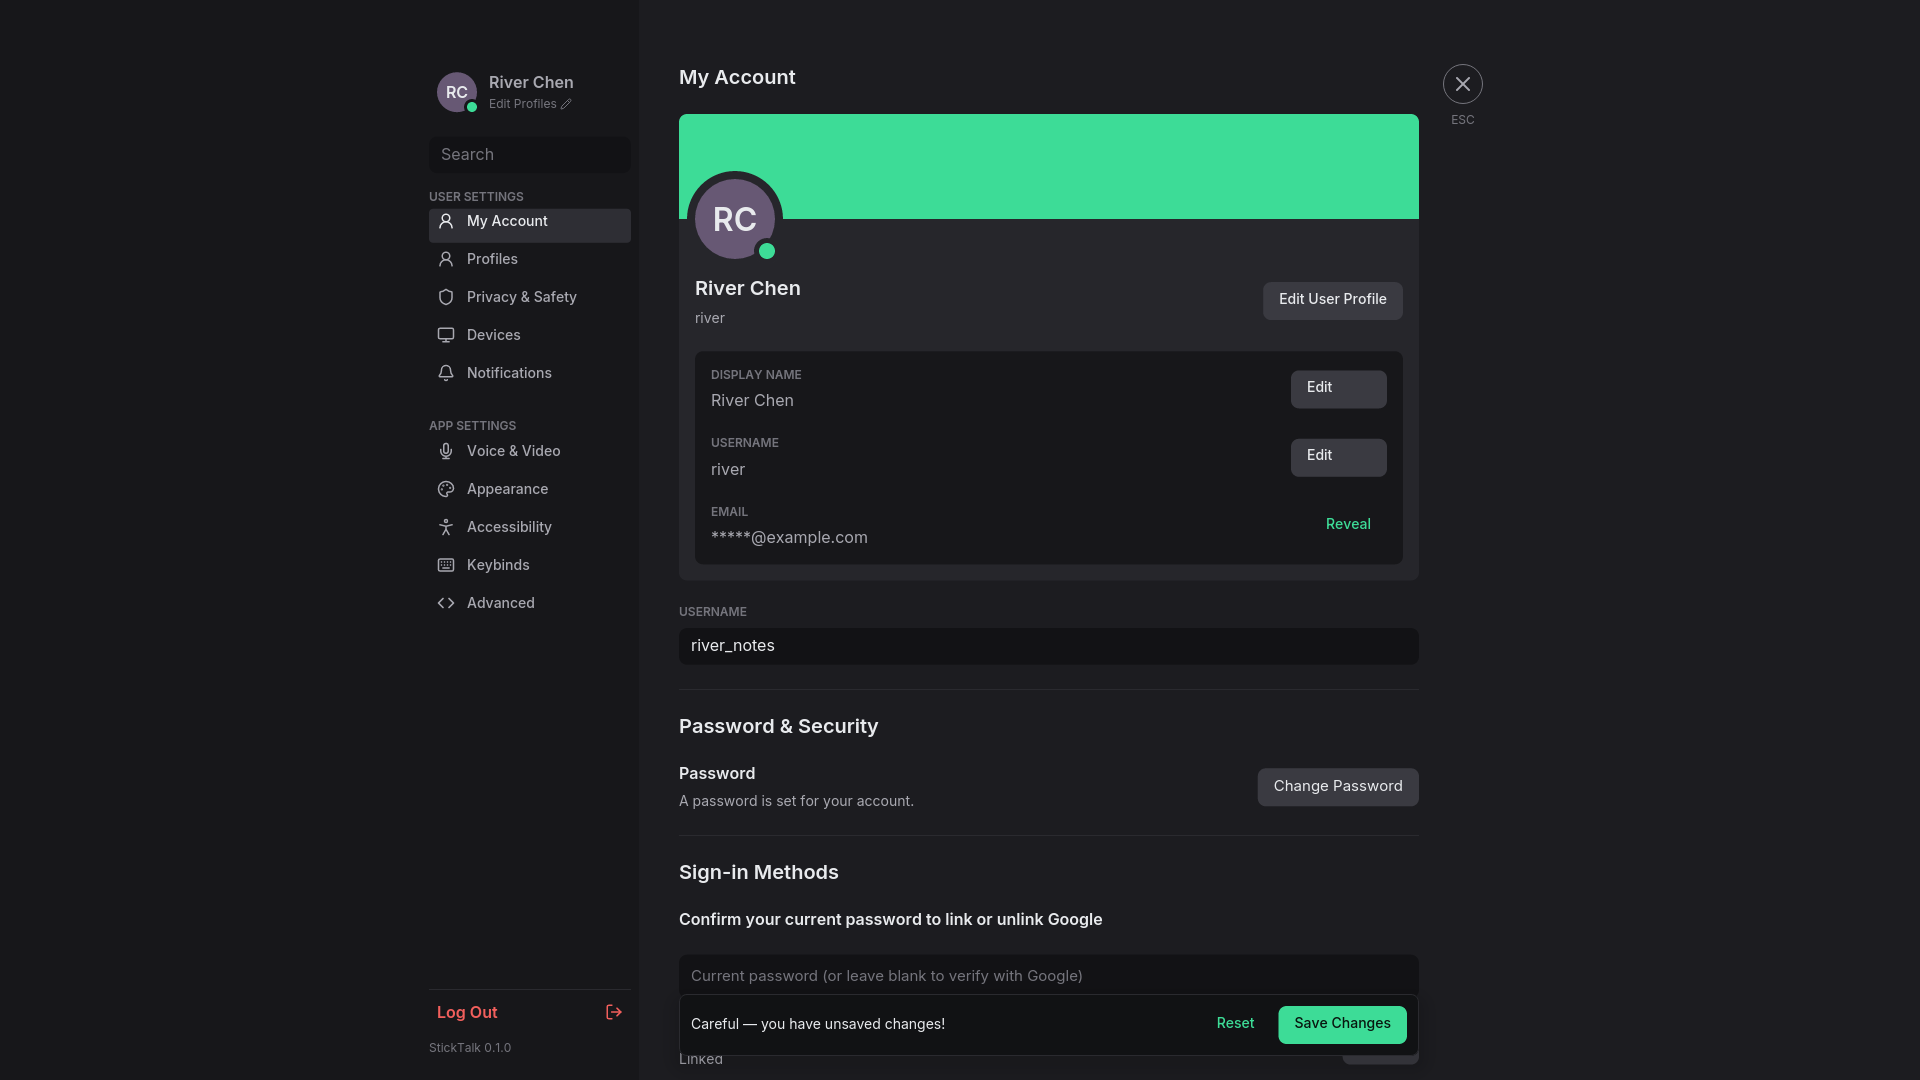 RC
River Chen
Edit Profiles
Search
USER SETTINGS
My Account
Profiles
Privacy & Safety
Devices
Notifications
APP SETTINGS
Voice & Video
Appearance
Accessibility
Keybinds
Advanced
Log Out
StickTalk 0.1.0
My Account
ESC
RC
River Chen
river
Edit User Profile
DISPLAY NAME
River Chen
Edit
USERNAME
river
Edit
EMAIL
*****@example.com
Reveal
USERNAME
river_notes
Password & Security
Password
A password is set for your account.
Change Password
Sign-in Methods
Confirm your current password to link or unlink Google
Current password (or leave blank to verify with Google)
Careful — you have unsaved changes!
Reset
Save Changes
Linked